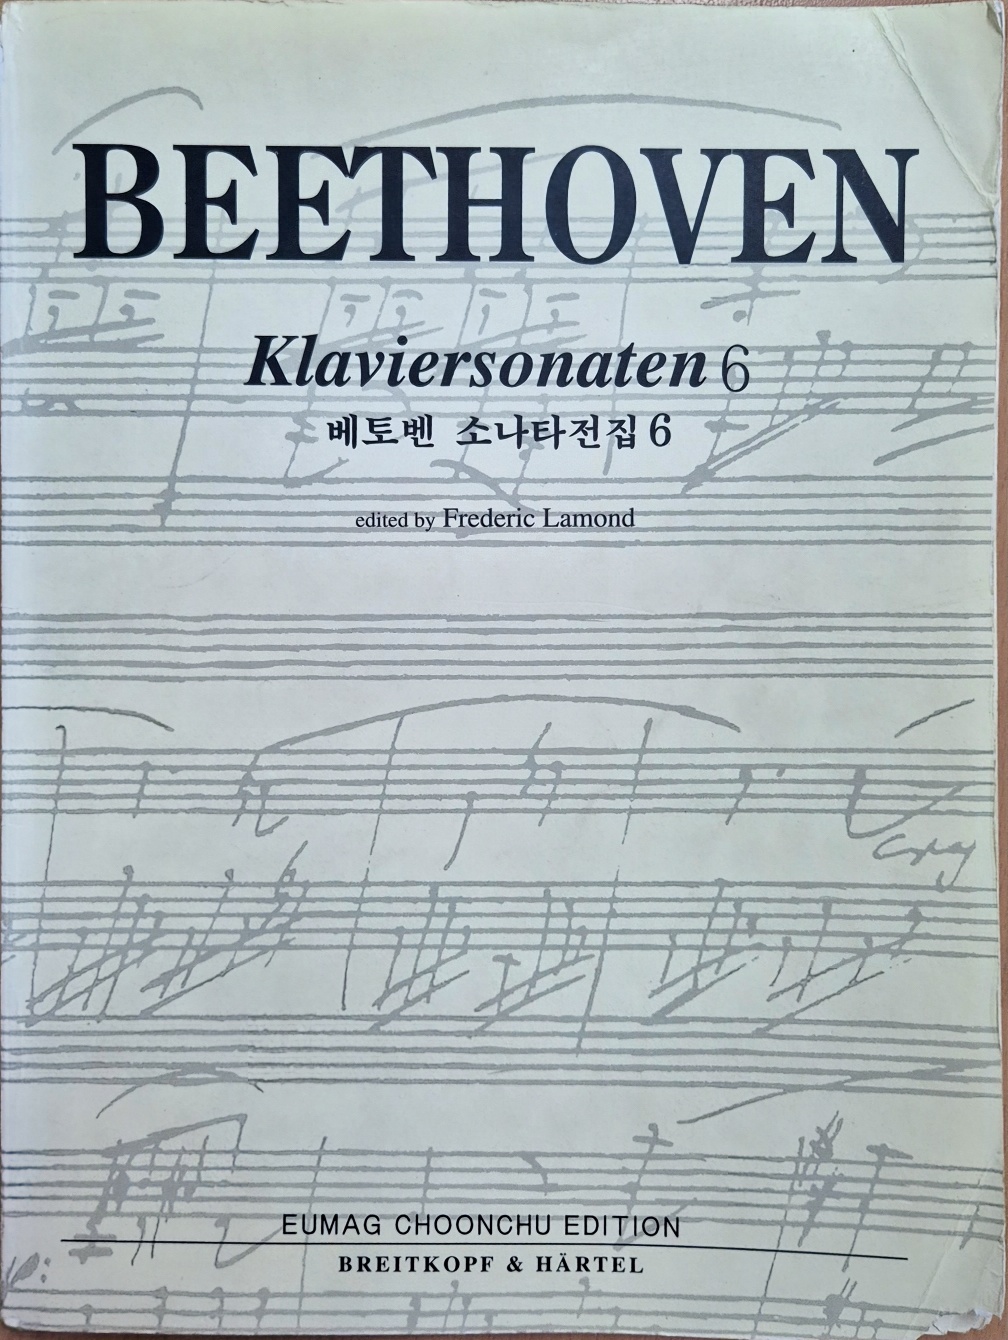 BEETHOVEN
Klaviersonaten 6
베토벤 소나타전집 6
edited by Frederic Lamond
EUMAG CHOONCHU EDITION
BREITKOPF & HÄRTEL